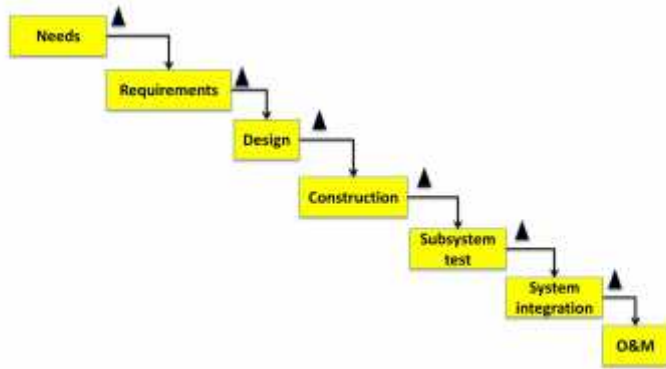 Needs
Requirements
Design
Construction
Subsystem
test
System
integration
O&M